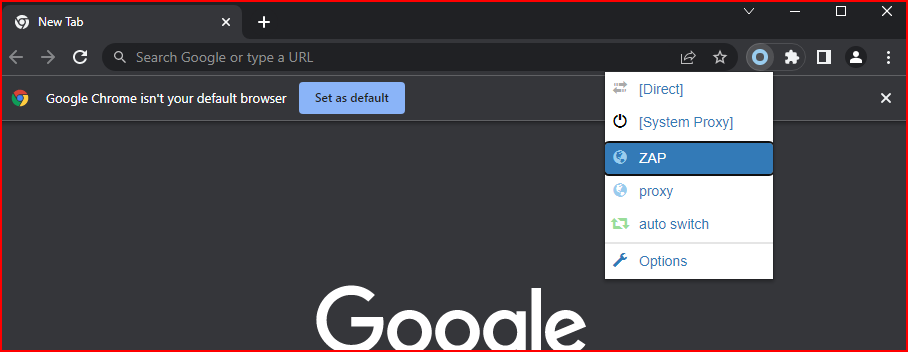 New Tab
Search Google or type a URL
Google Chrome isn't your default browser
Set as default
[Direct]
[System Proxy]
ZAP
proxy
auto switch
Options
Google